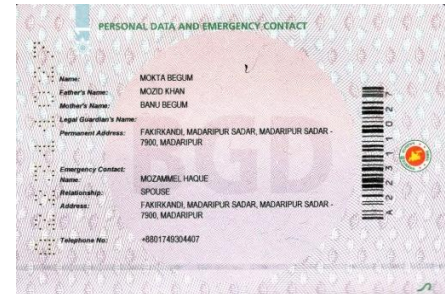 PERSONAL DATA AND EMERGENCY CONTACT
Name: MOKTA BEGUM
Father's Name: MOZID KHAN
Mother's Name: BANU BEGUM
Legal Guardian's Name:
Permanent Address: FAKIRKANDI, MADARIPUR SADAR, MADARIPUR SADAR -
7900, MADARIPUR
Emergency Contact:
Name: MOZAMMEL HAQUE
Relationship: SPOUSE
Address: FAKIRKANDI, MADARIPUR SADAR, MADARIPUR SADAR -
7900, MADARIPUR
Telephone No: +8801749304407
BGD